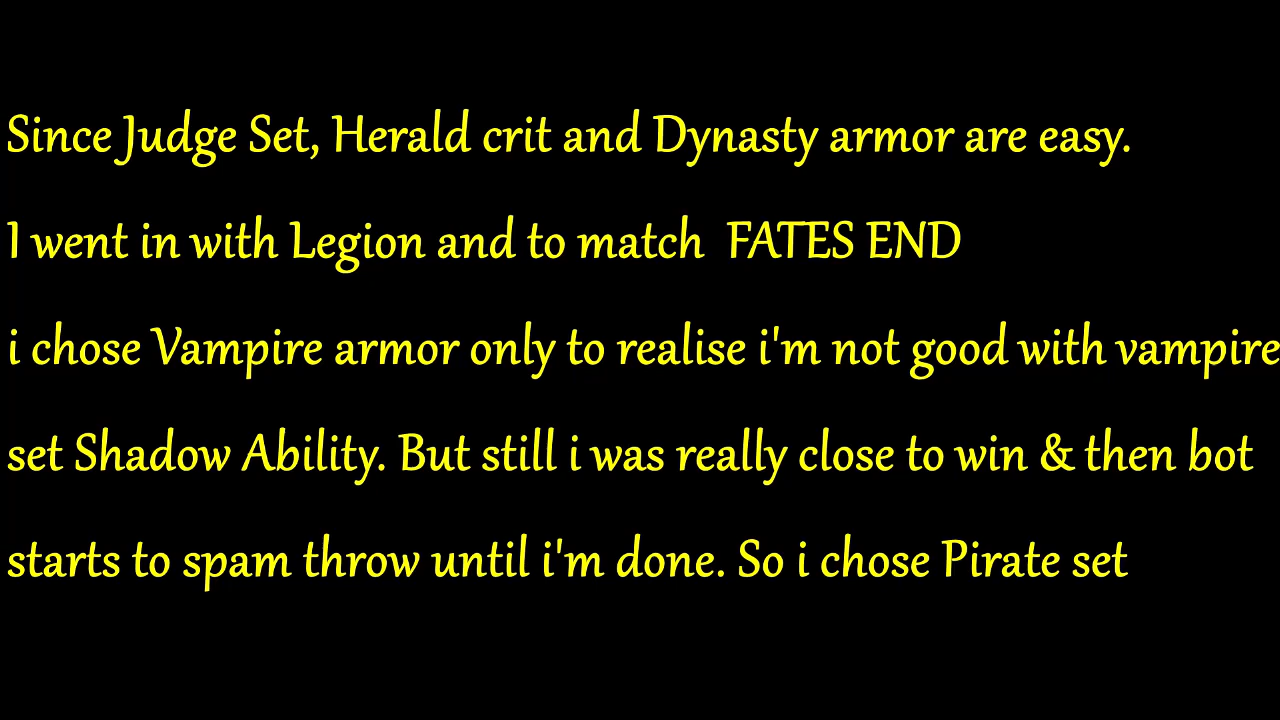 Since Judge Set, Herald crit and Dynasty armor are easy.
I went in with Legion and to match FATES END
i chose Vampire armor only to realise i'm not good with vampire
set Shadow Ability. But still i was really close to win & then bot
starts to spam throw until i'm done. So i chose Pirate set